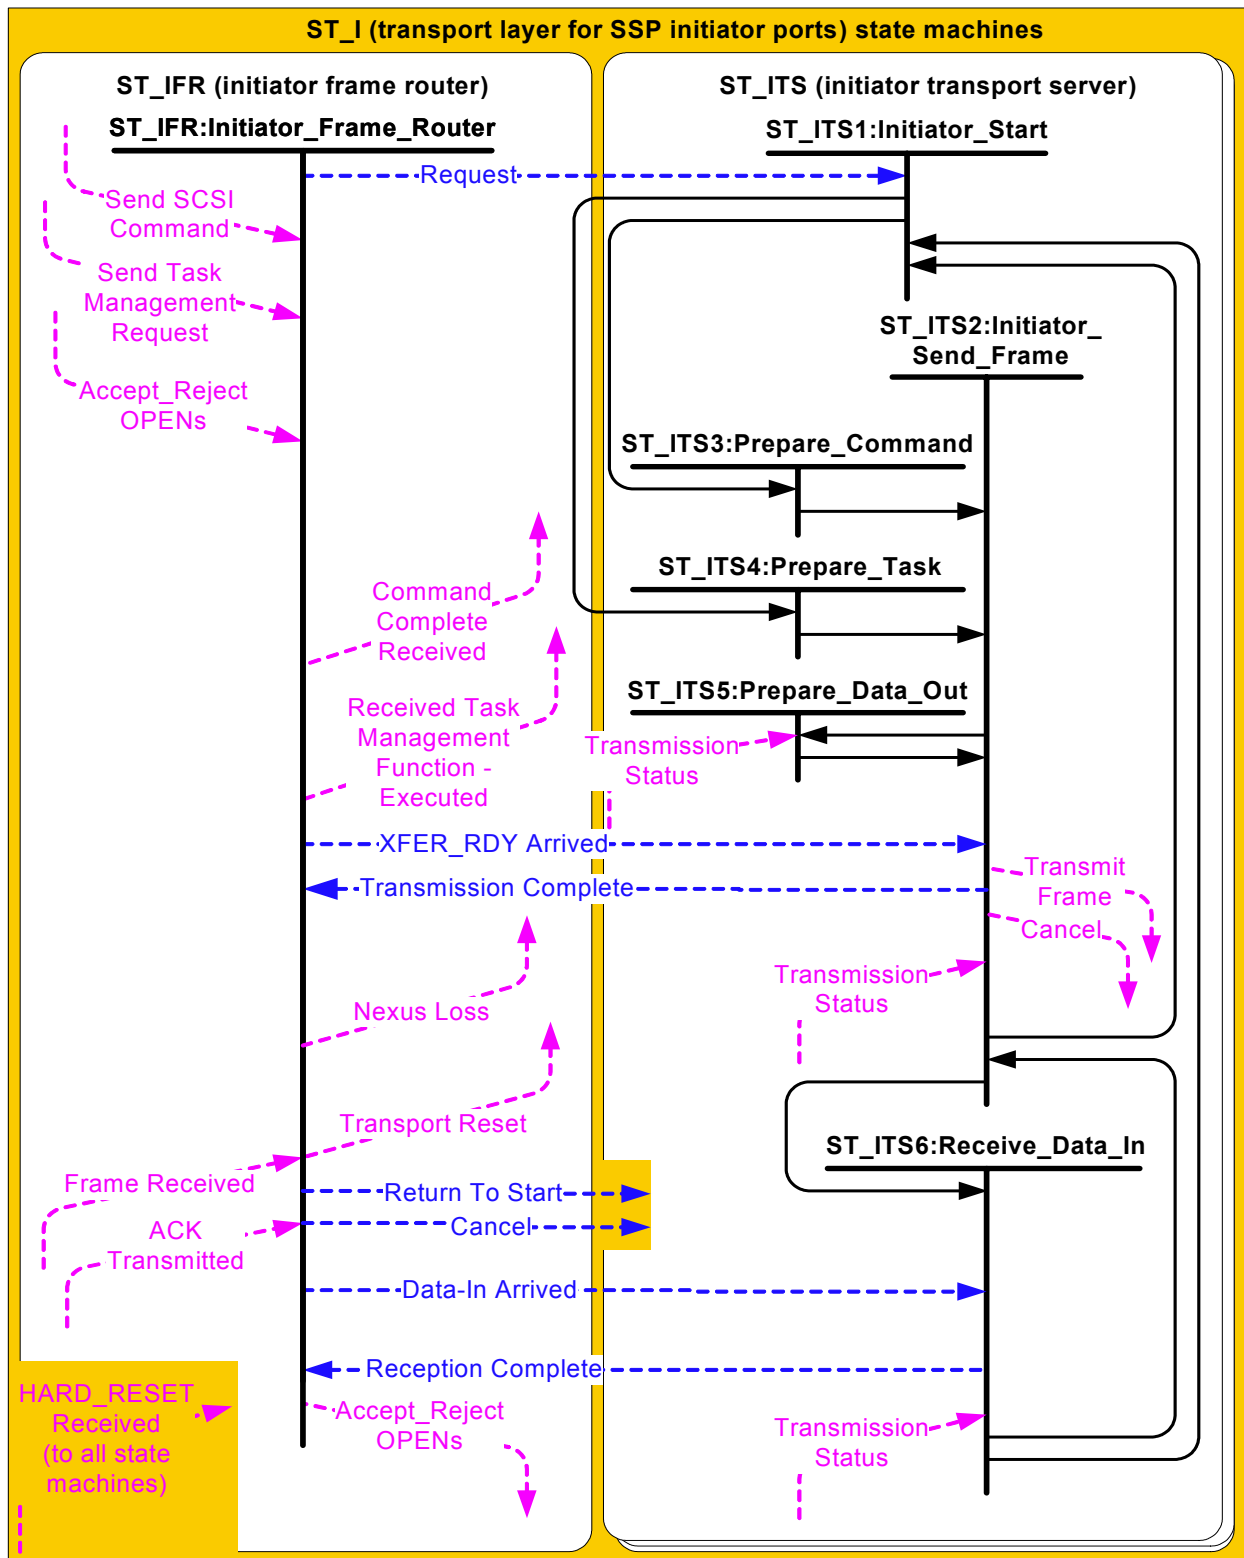 ST_I (transport layer for SSP initiator ports) state machines
ST_IFR (initiator frame router)
ST_IFR:Initiator_Frame_Router
Send SCSI
Command
Send Task
Management
Request
Accept_Reject
OPENs
Command
Complete
Received
Received Task
Management
Function -
Executed
Nexus Loss
Transport Reset
Frame Received
ACK
Transmitted
HARD_RESET
Received
(to all state
machines)
Accept_Reject
OPENs
Request
XFER_RDY Arrived
Transmission Complete
Return To Start
Cancel
Data-In Arrived
Reception Complete
ST_ITS (initiator transport server)
ST_ITS1:Initiator_Start
ST_ITS2:Initiator_
Send_Frame
ST_ITS3:Prepare_Command
ST_ITS4:Prepare_Task
ST_ITS5:Prepare_Data_Out
Transmission
Status
Transmit
Frame
Cancel
Transmission
Status
ST_ITS6:Receive_Data_In
Transmission
Status